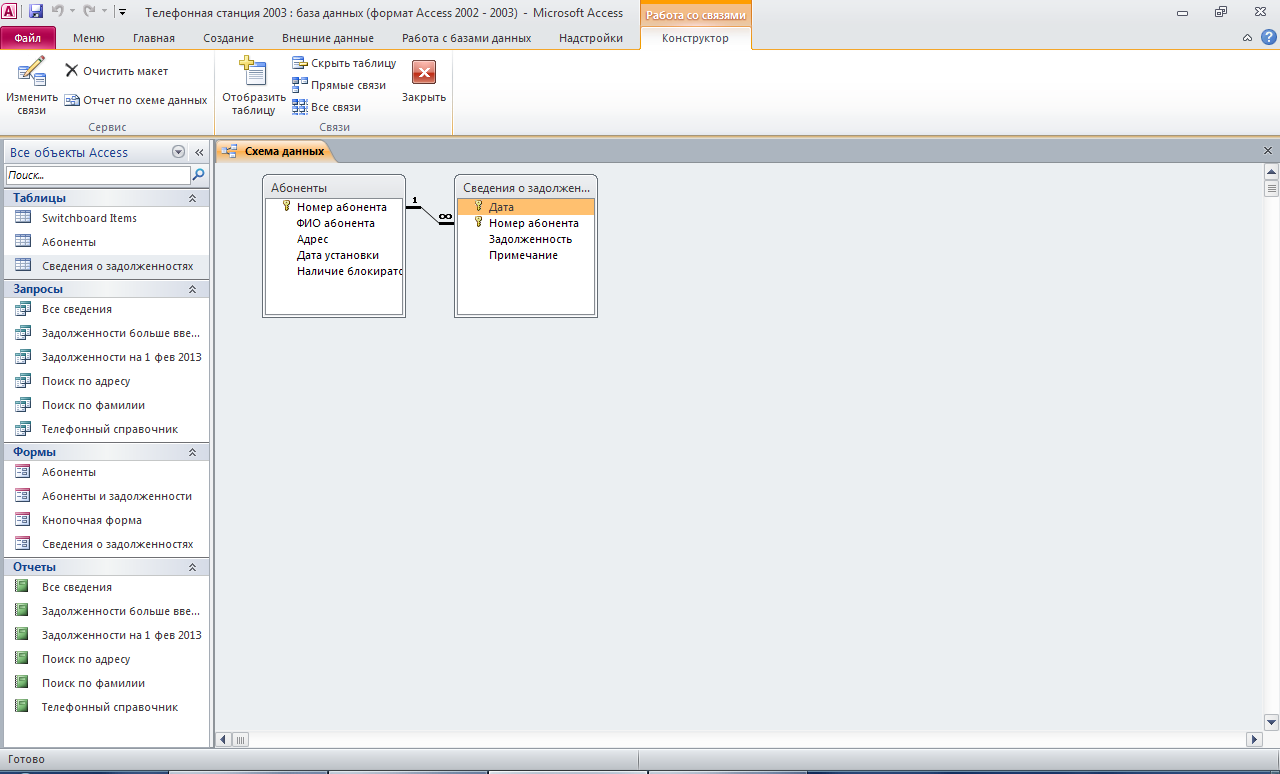 Телефонная станция 2003 : база данных (формат Access 2002 - 2003) - Microsoft Access
Работа со связями
Файл Меню Главная Создание Внешние данные Работа с базами данных Надстройки Конструктор
Изменить связи
Очистить макет
Отчет по схеме данных
Сервис
Отобразить таблицу
Скрыть таблицу
Прямые связи
Все связи
Закрыть
Связи
Все объекты Access
Поиск...
Таблицы
Switchboard Items
Абоненты
Сведения о задолженностях
Запросы
Все сведения
Задолженности больше вве...
Задолженности на 1 фев 2013
Поиск по адресу
Поиск по фамилии
Телефонный справочник
Формы
Абоненты
Абоненты и задолженности
Кнопочная форма
Сведения о задолженностях
Отчеты
Все сведения
Задолженности больше вве...
Задолженности на 1 фев 2013
Поиск по адресу
Поиск по фамилии
Телефонный справочник
Схема данных
Абоненты
Номер абонента
ФИО абонента
Адрес
Дата установки
Наличие блокирато
1
∞
Сведения о задолжен...
Дата
Номер абонента
Задолженность
Примечание
Готово